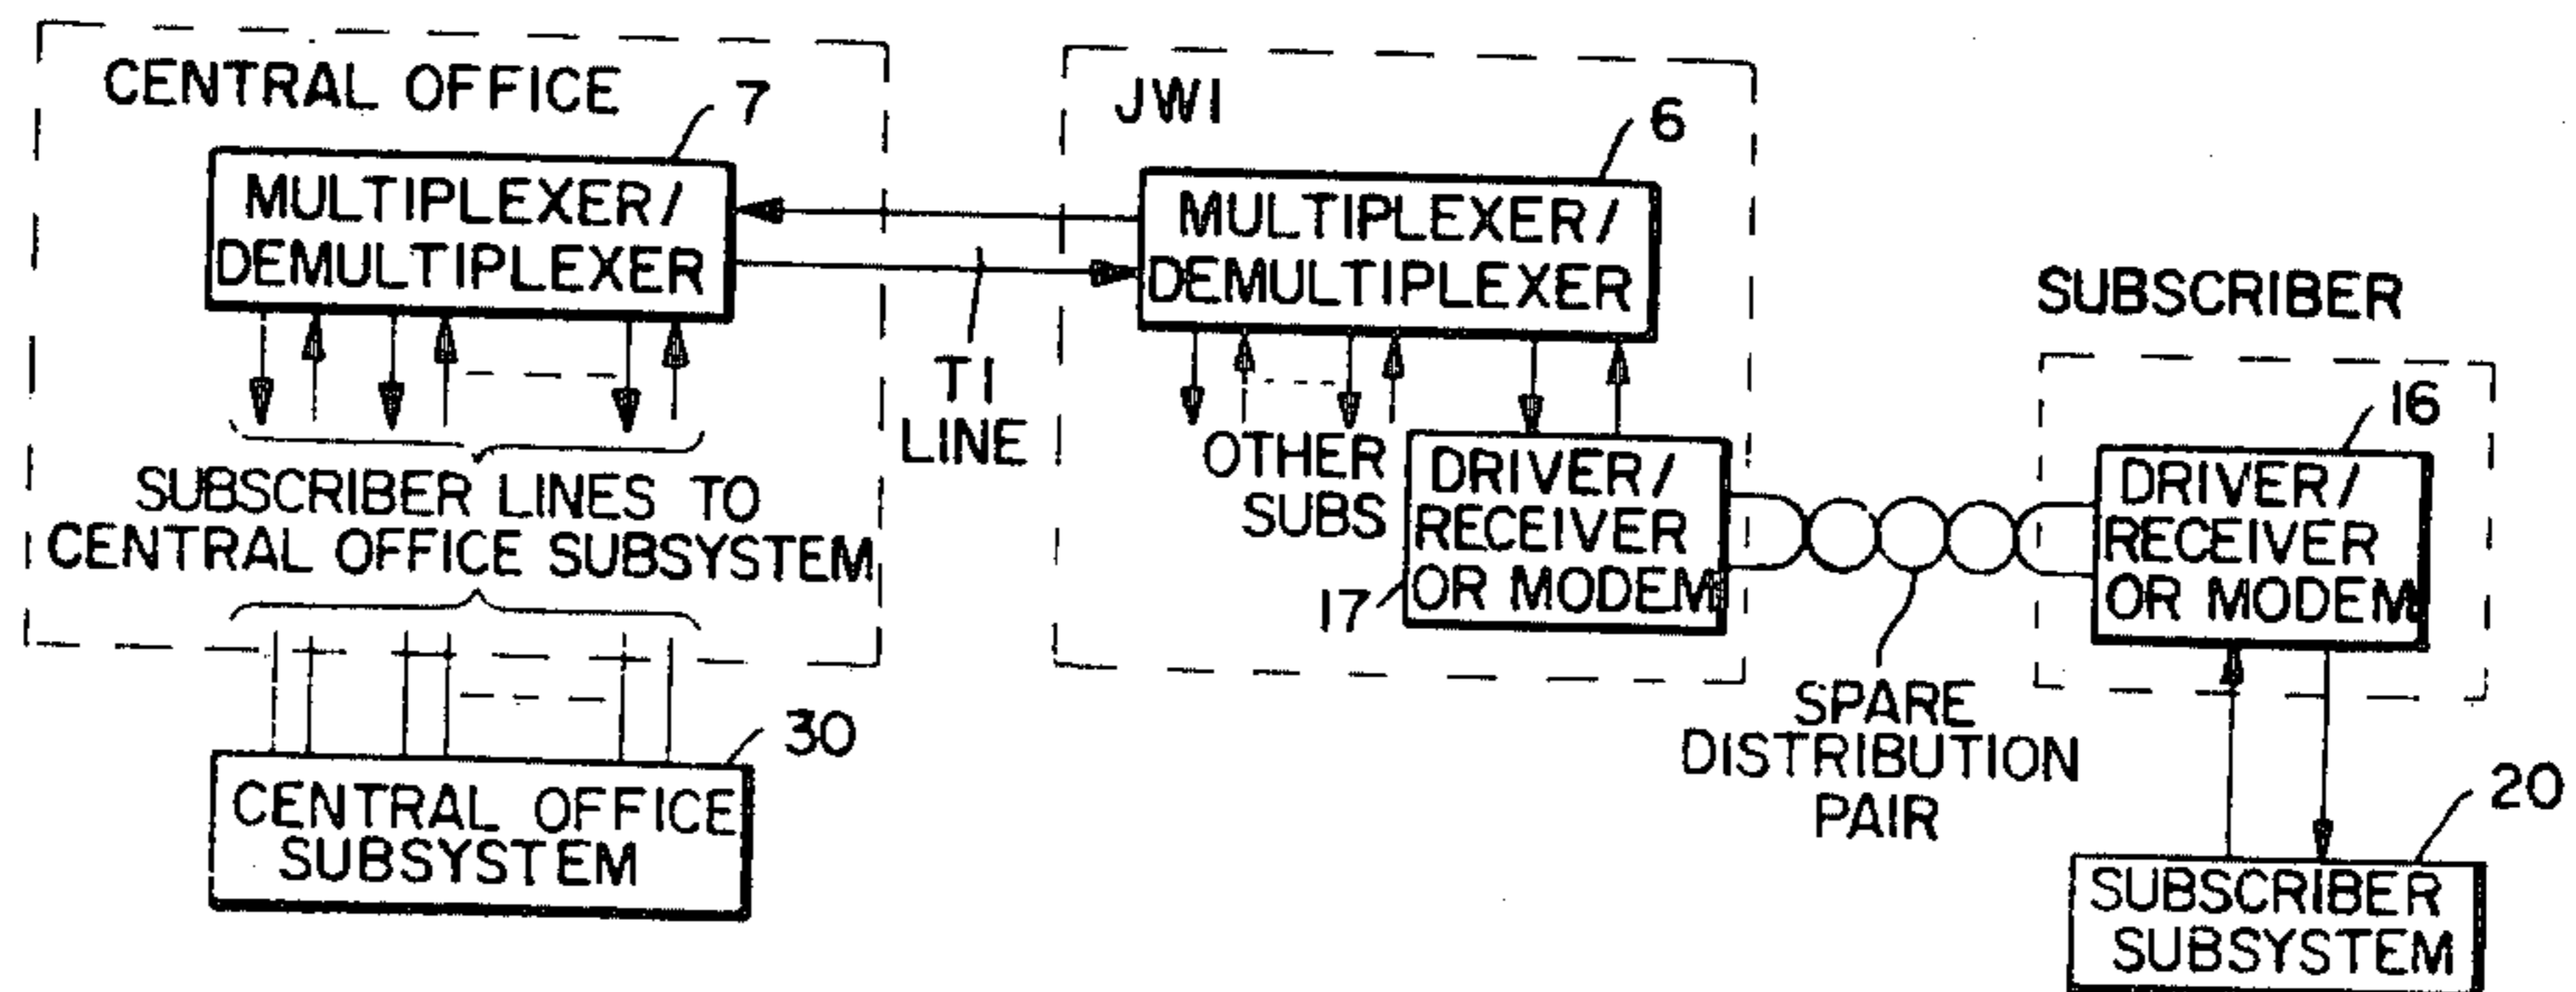 CENTRAL OFFICE
7
MULTIPLEXER/
DEMULTIPLEXER
SUBSCRIBER LINES TO
CENTRAL OFFICE SUBSYSTEM
30
CENTRAL OFFICE
SUBSYSTEM
T1
LINE
JWI
6
MULTIPLEXER/
DEMULTIPLEXER
OTHER
SUBS
DRIVER/
RECEIVER
OR MODEM
17
SPARE
DISTRIBUTION
PAIR
SUBSCRIBER
16
DRIVER/
RECEIVER
OR MODEM
20
SUBSCRIBER
SUBSYSTEM